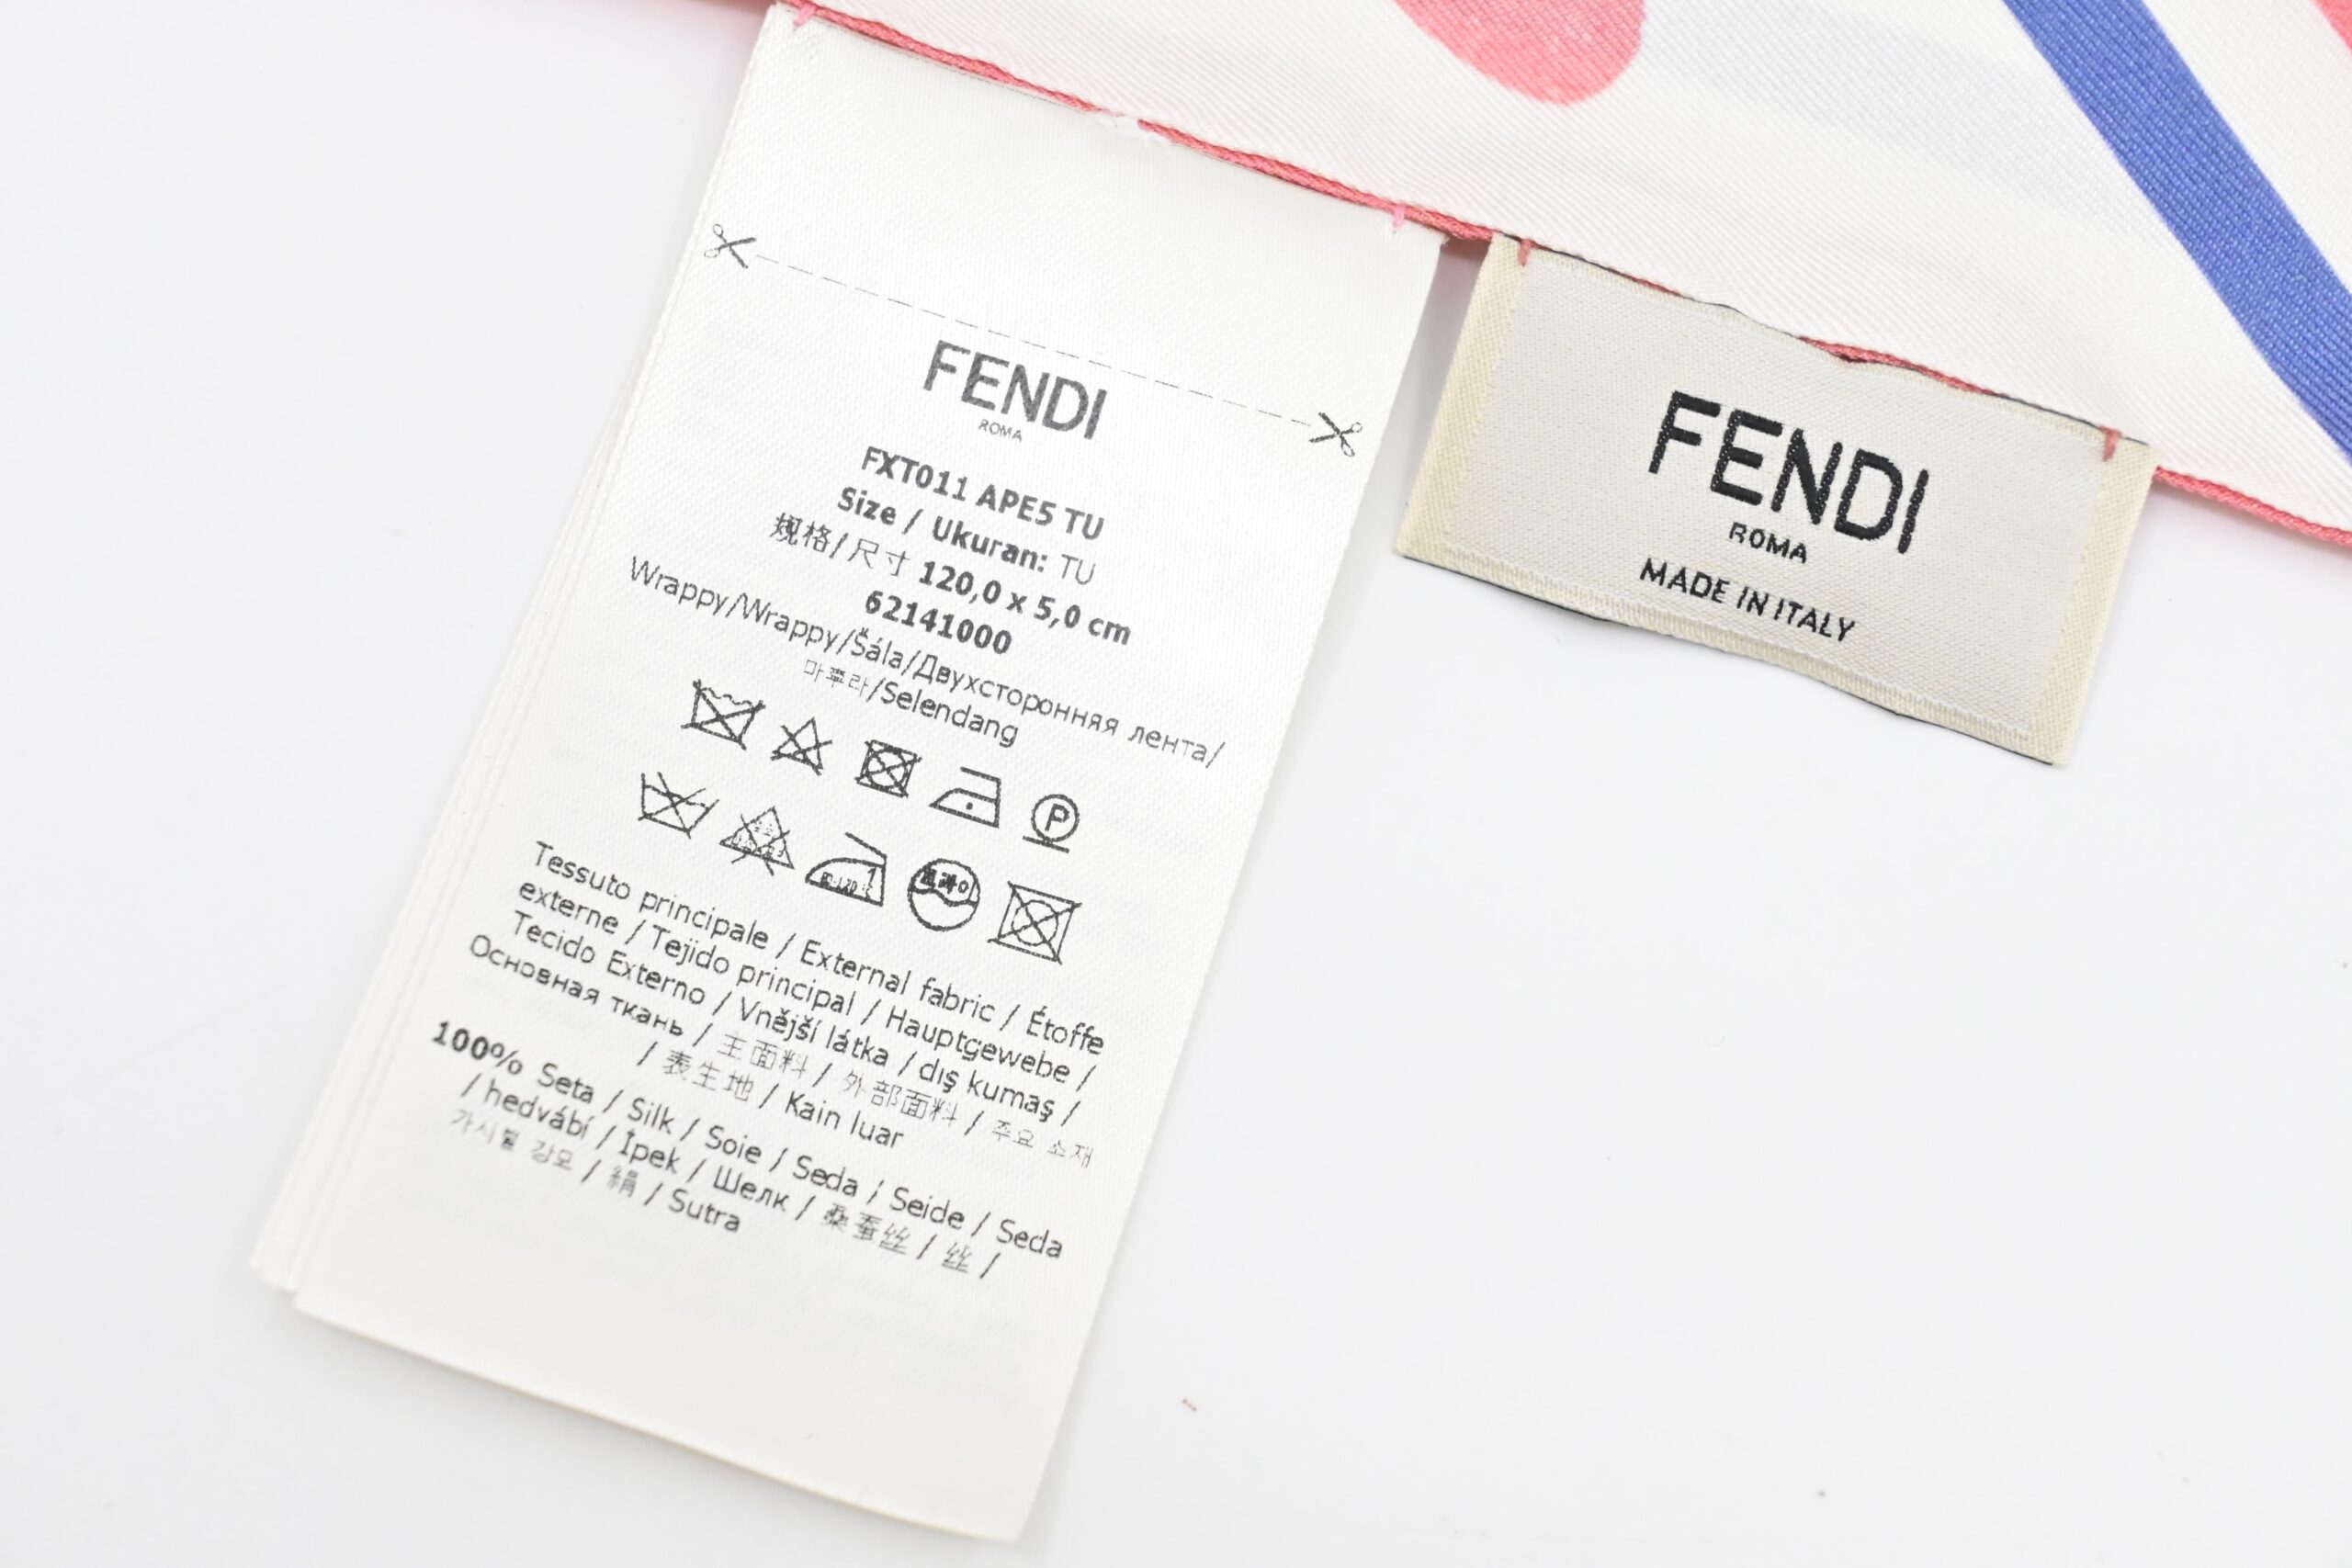 FENDI
ROMA
FXT011 APE5 TU
Size / Ukuran: TU
规格/尺寸 120,0 x 5,0 cm
62141000
Wrappy/Wrappy/Šála/Двухсторонняя лента/
마후라/Selendang
P
Tessuto principale / External fabric / Étoffe
externe / Tejido principal / Hauptgewebe /
Tecido Externo / Vnější látka / dış kumaş /
Основная ткань / 主面料 / 外部面料 / 주요 소재
/ 表生地 / Kain luar
100% Seta / Silk / Soie / Seda / Seide / Seda
/ hedvábí / İpek / Шелк / 桑蚕丝 / 丝 /
강모 / 絹 / Sutra
FENDI
ROMA
MADE IN ITALY